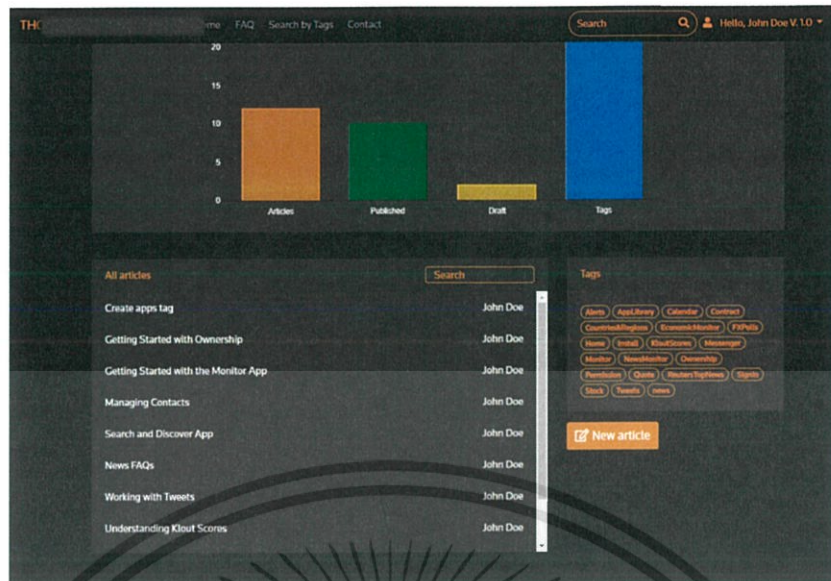 THO me FAQ Search by Tags Contact Search Hello, John Doe V. 1.0
20
15
10
5
0
Articles Published Draft Tags
All articles Search
Create apps tag John Doe
Getting Started with Ownership John Doe
Getting Started with the Monitor App John Doe
Managing Contacts John Doe
Search and Discover App John Doe
News FAQs John Doe
Working with Tweets John Doe
Understanding Klout Scores John Doe
Tags
Alerts AppLibrary Calendar Contract
Countries&Regions EconomicMonitor FXPolls
Home Install KloutScores Messenger
Monitor NewsMonitor Ownership
Permission Quote ReutersTopNews SignIn
Stock Tweets news
New article